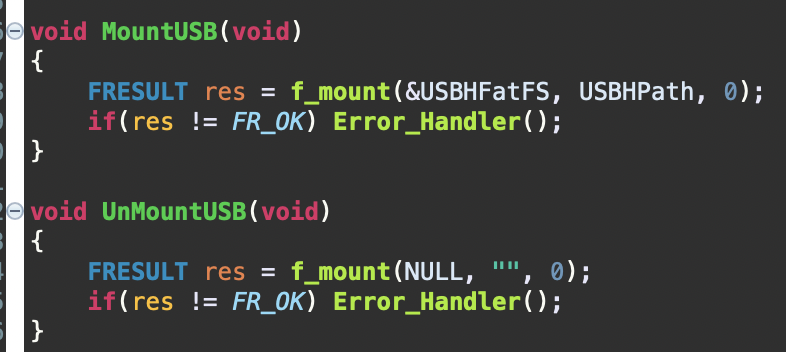 void MountUSB(void)
{
    FRESULT res = f_mount(&USBHFatFS, USBHPath, 0);
    if(res != FR_OK) Error_Handler();
}
void UnMountUSB(void)
{
    FRESULT res = f_mount(NULL, "", 0);
    if(res != FR_OK) Error_Handler();
}